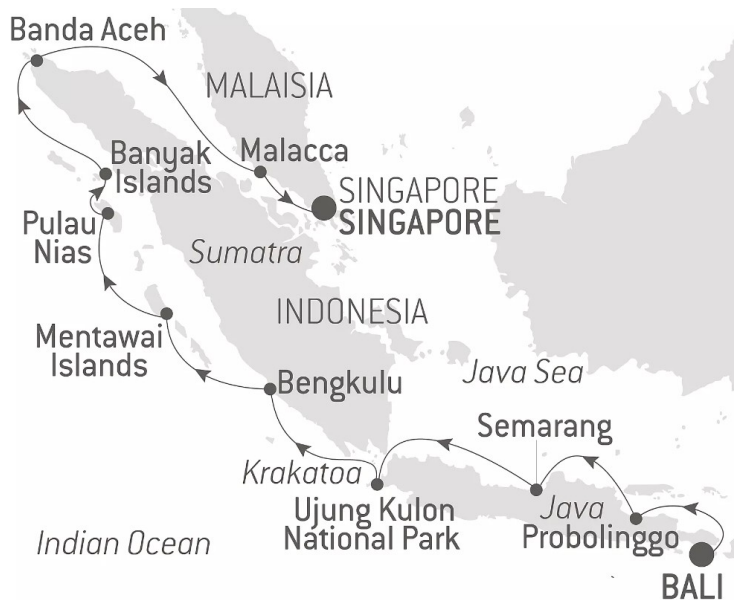 Banda Aceh
MALAISIA
Banyak
Islands
Malacca
SINGAPORE
SINGAPORE
Pulau
Nias
Sumatra
INDONESIA
Mentawai
Islands
Bengkulu
Java Sea
Semarang
Krakatoa
Ujung Kulon
National Park
Java
Probolinggo
Indian Ocean
BALI